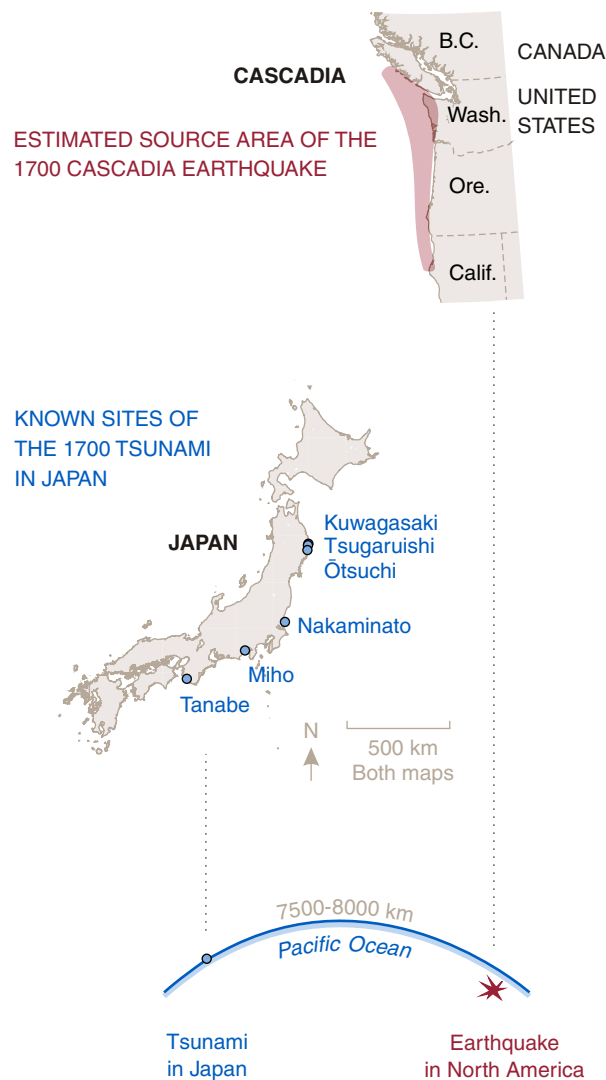 B.C.
CANADA
CASCADIA
UNITED
STATES
Wash.
ESTIMATED SOURCE AREA OF THE
1700 CASCADIA EARTHQUAKE
Ore.
Calif.
KNOWN SITES OF
THE 1700 TSUNAMI
IN JAPAN
JAPAN
Kuwagasaki
Tsugaruishi
Ōtsuchi
Nakaminato
Miho
Tanabe
N
500 km
Both maps
7500-8000 km
Pacific Ocean
Tsunami
in Japan
Earthquake
in North America